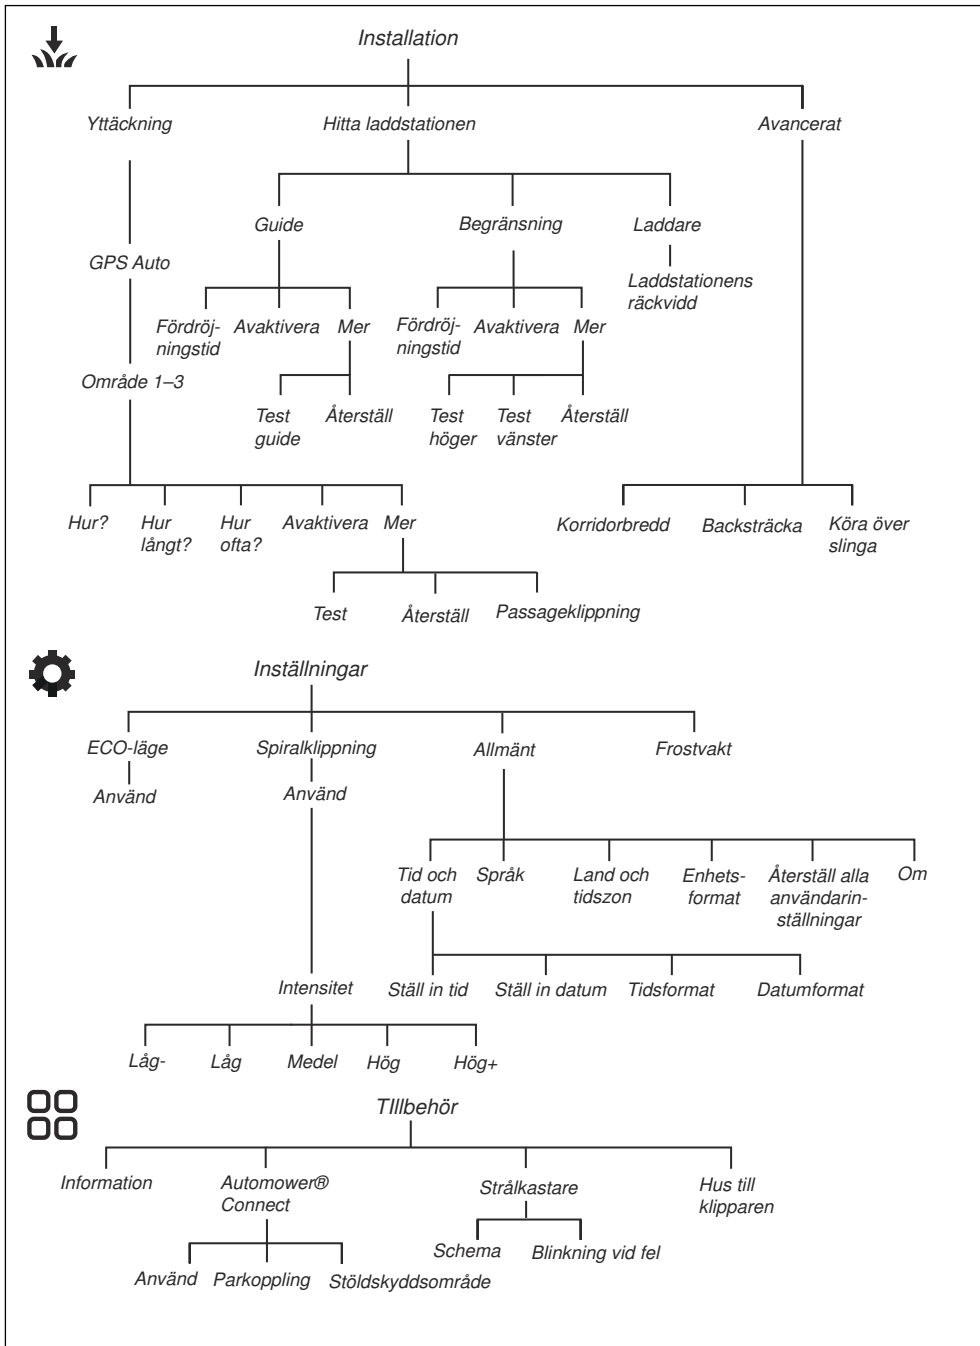 Installation
Yttäckning
Hitta laddstationen
Avancerat
Guide
Begränsning
Laddare
GPS Auto
Laddstationens
räckvidd
Fördröj-
ningstid
Avaktivera
Mer
Fördröj-
ningstid
Avaktivera
Mer
Område 1–3
Test
guide
Återställ
Test
höger
Test
vänster
Återställ
Hur?
Hur
långt?
Hur
ofta?
Avaktivera
Mer
Korridorbredd
Backsträcka
Köra över
slinga
Test
Återställ
Passageklippning
Inställningar
ECO-läge
Spiralklippning
Allmänt
Frostvakt
Använd
Använd
Tid och
datum
Språk
Land och
tidszon
Enhets-
format
Återställ alla
användarin-
ställningar
Om
Intensitet
Ställ in tid
Ställ in datum
Tidsformat
Datumformat
Låg-
Låg
Medel
Hög
Hög+
TIllbehör
Information
Automower®
Connect
Strålkastare
Hus till
klipparen
Schema
Blinkning vid fel
Använd
Parkoppling
Stöldskyddsområde